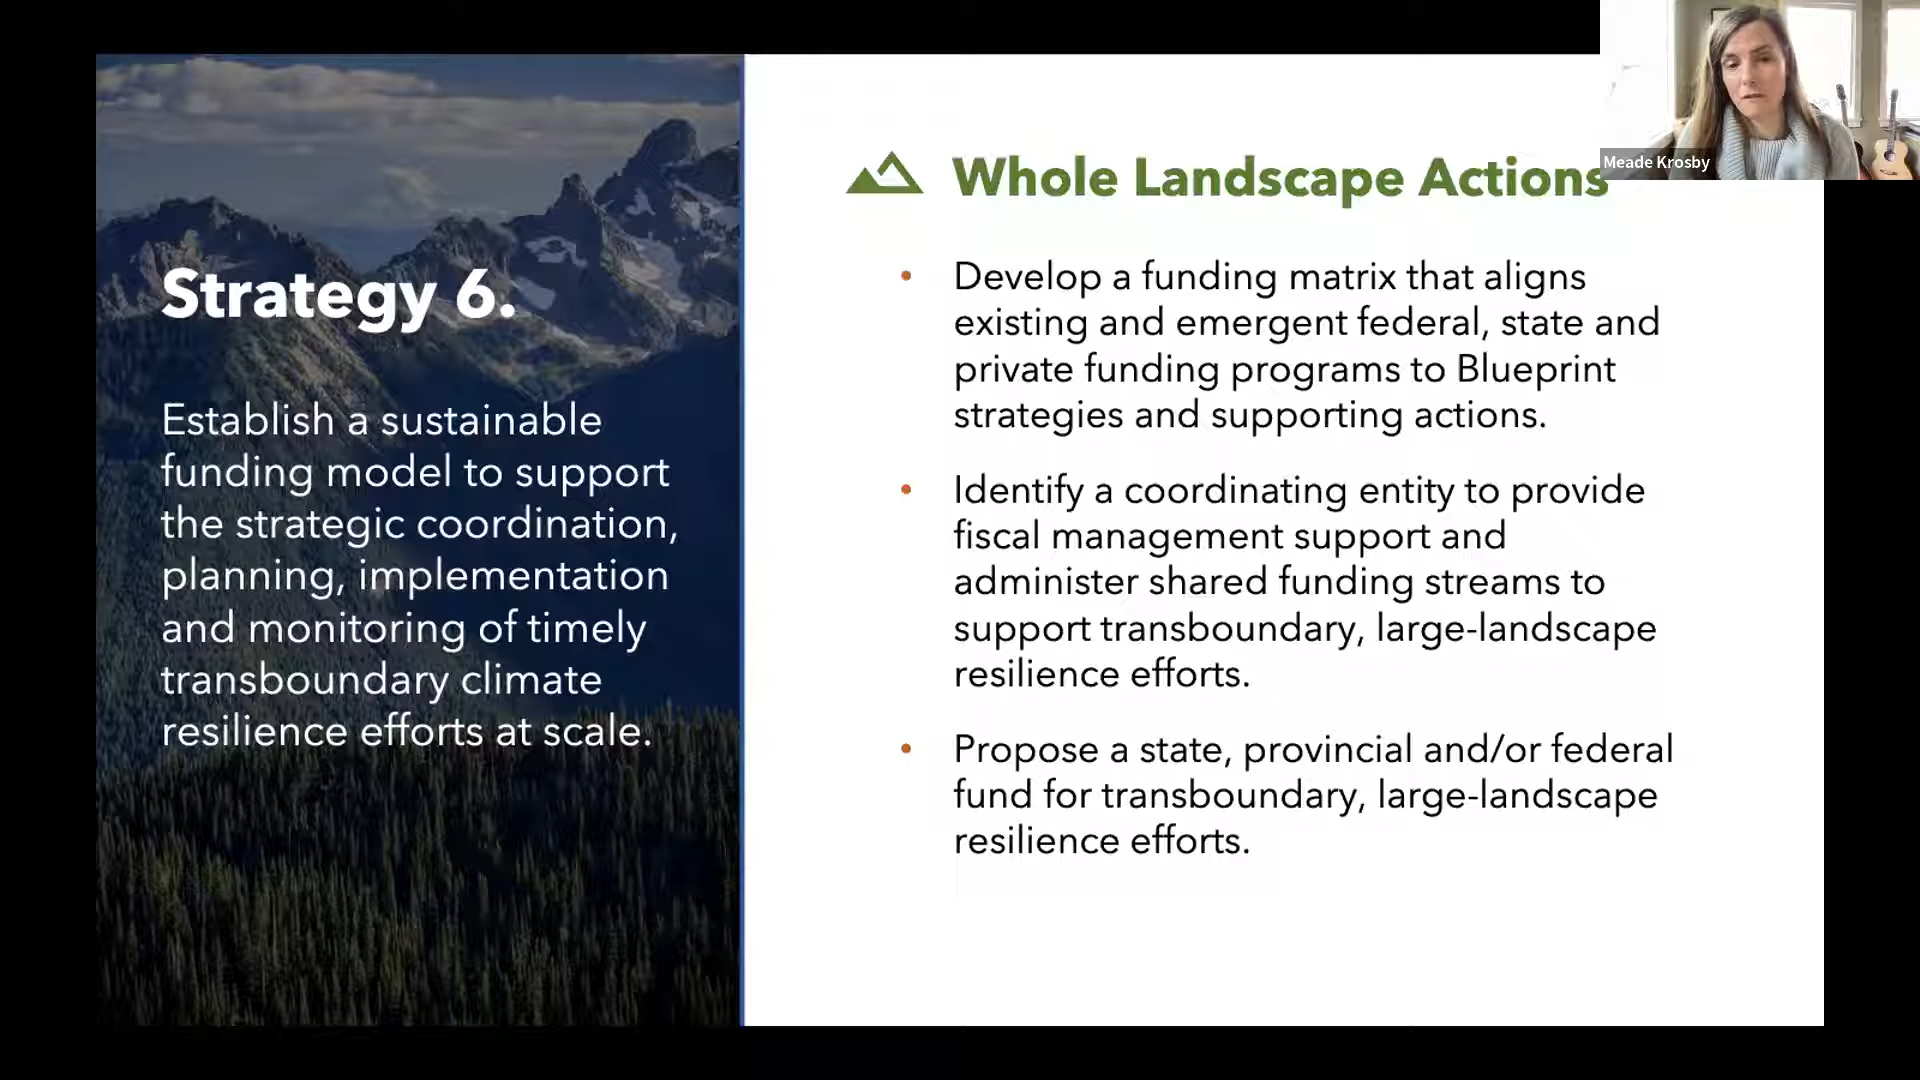 Meade Krosby
Strategy 6.
Establish a sustainable
funding model to support
the strategic coordination,
planning, implementation
and monitoring of timely
transboundary climate
resilience efforts at scale.
Whole Landscape Actions
• Develop a funding matrix that aligns
existing and emergent federal, state and
private funding programs to Blueprint
strategies and supporting actions.
• Identify a coordinating entity to provide
fiscal management support and
administer shared funding streams to
support transboundary, large-landscape
resilience efforts.
• Propose a state, provincial and/or federal
fund for transboundary, large-landscape
resilience efforts.